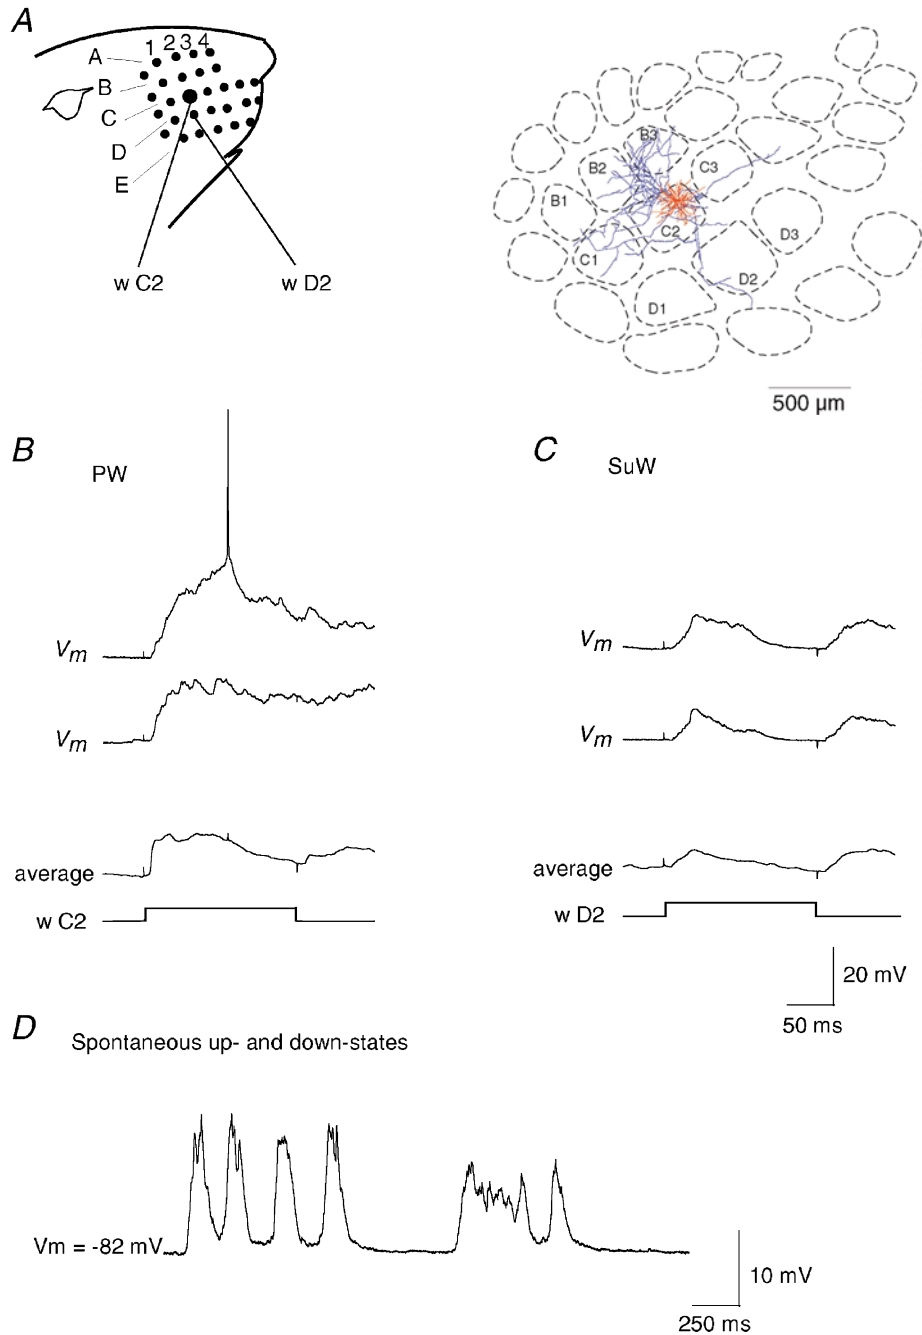 A
1 2 3 4
A
B
C
D
E
w C2
w D2
B3
B2
C3
B1
C2
D3
C1
D2
D1
500 µm
B
PW
Vm
Vm
average
w C2
C
SuW
Vm
Vm
average
w D2
20 mV
50 ms
D
Spontaneous up- and down-states
Vm = -82 mV
10 mV
250 ms